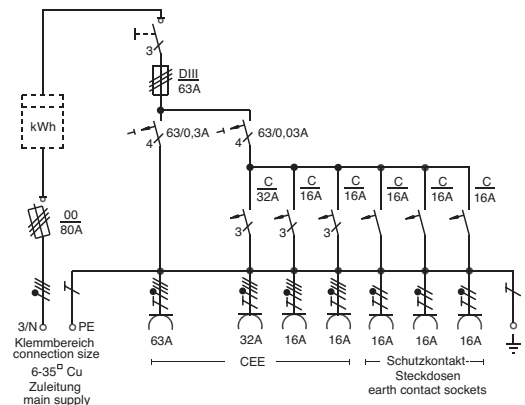 3
DIII
63A
kWh
63/0,3A
63/0,03A
4
4
C
32A
C
16A
C
16A
C
16A
C
16A
C
16A
00
80A
3
3
3
3/N
PE
63A
32A
16A
16A
16A
16A
16A
Klemmbereich
connection size
6-35□ Cu
Zuleitung
main supply
CEE
Schutzkontakt-
Steckdosen
earth contact sockets